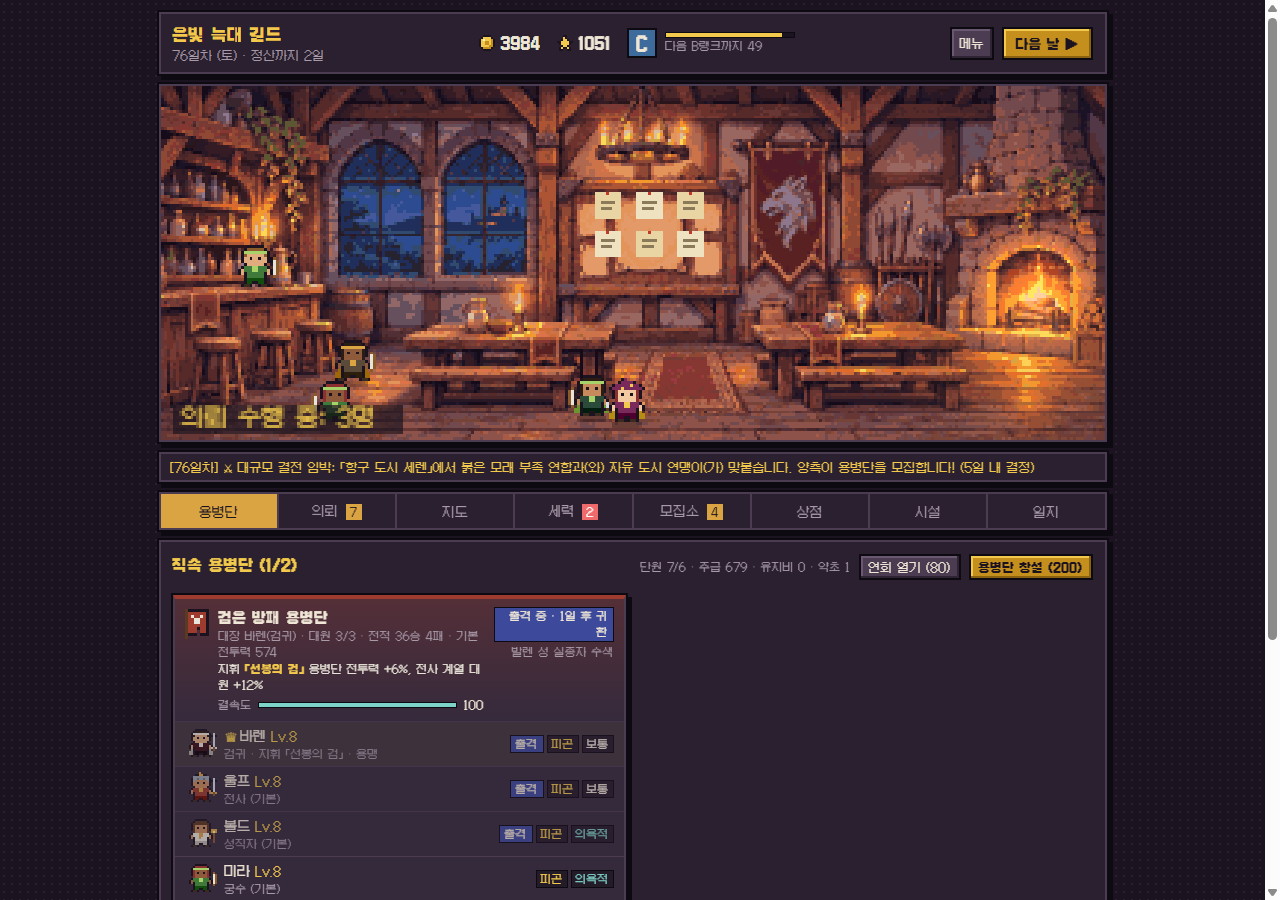 은빛 늑대 길드
76일차 (토) · 정산까지 2일
3984
1051
C
다음 B랭크까지 49
메뉴
다음 날 ▶
의뢰 수행 중: 3명
[76일차] ⚔ 대규모 결전 임박: 「항구 도시 세렌」에서 붉은 모래 부족 연합과(와) 자유 도시 연맹이(가) 맞붙습니다. 양측이 용병단을 모집합니다! (5일 내 결정)
용병단
의뢰 7
지도
세력 2
모집소 4
상점
시설
일지
직속 용병단 (1/2)
단원 7/6 · 주급 679 · 유지비 0 · 약초 1
연회 열기 (80)
용병단 창설 (200)
검은 방패 용병단
대장 바렌(검귀) · 대원 3/3 · 전적 36승 4패 · 기본
전투력 574
지휘 「선봉의 검」 용병단 전투력 +6%, 전사 계열 대
원 +12%
결속도 100
출격 중 · 1일 후 귀
환
발렌 성 실종자 수색
♛바렌 Lv.8
검귀 · 지휘 「선봉의 검」 · 용맹
출격 피곤 보통
울프 Lv.8
전사 (기본)
출격 피곤 보통
볼드 Lv.8
성직자 (기본)
출격 피곤 의욕적
미라 Lv.8
궁수 (기본)
피곤 의욕적